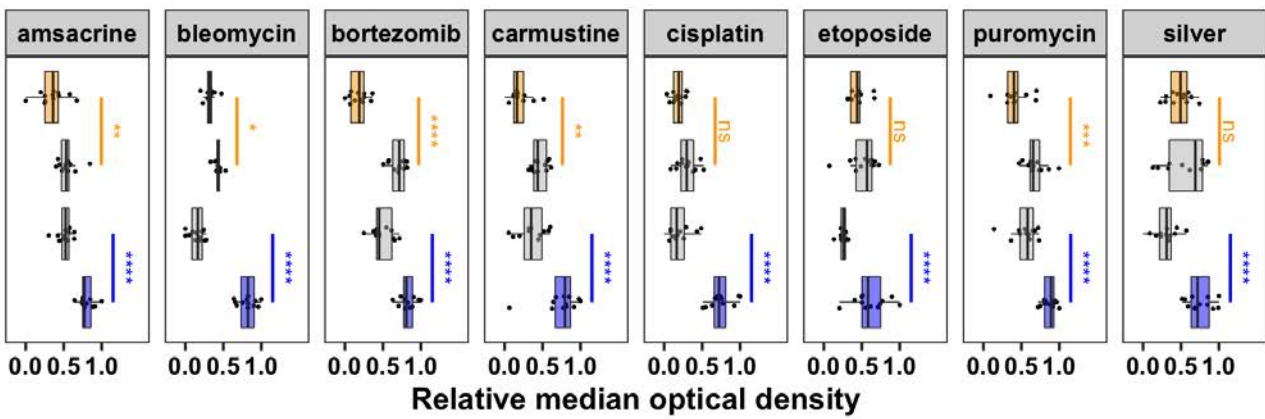 amsacrine bleomycin bortezomib carmustine cisplatin etoposide puromycin silver
** * **** ** ns ns *** ns
**** **** **** **** **** **** **** ****
0.0 0.5 1.0 0.0 0.5 1.0 0.0 0.5 1.0 0.0 0.5 1.0 0.0 0.5 1.0 0.0 0.5 1.0 0.0 0.5 1.0 0.0 0.5 1.0
Relative median optical density